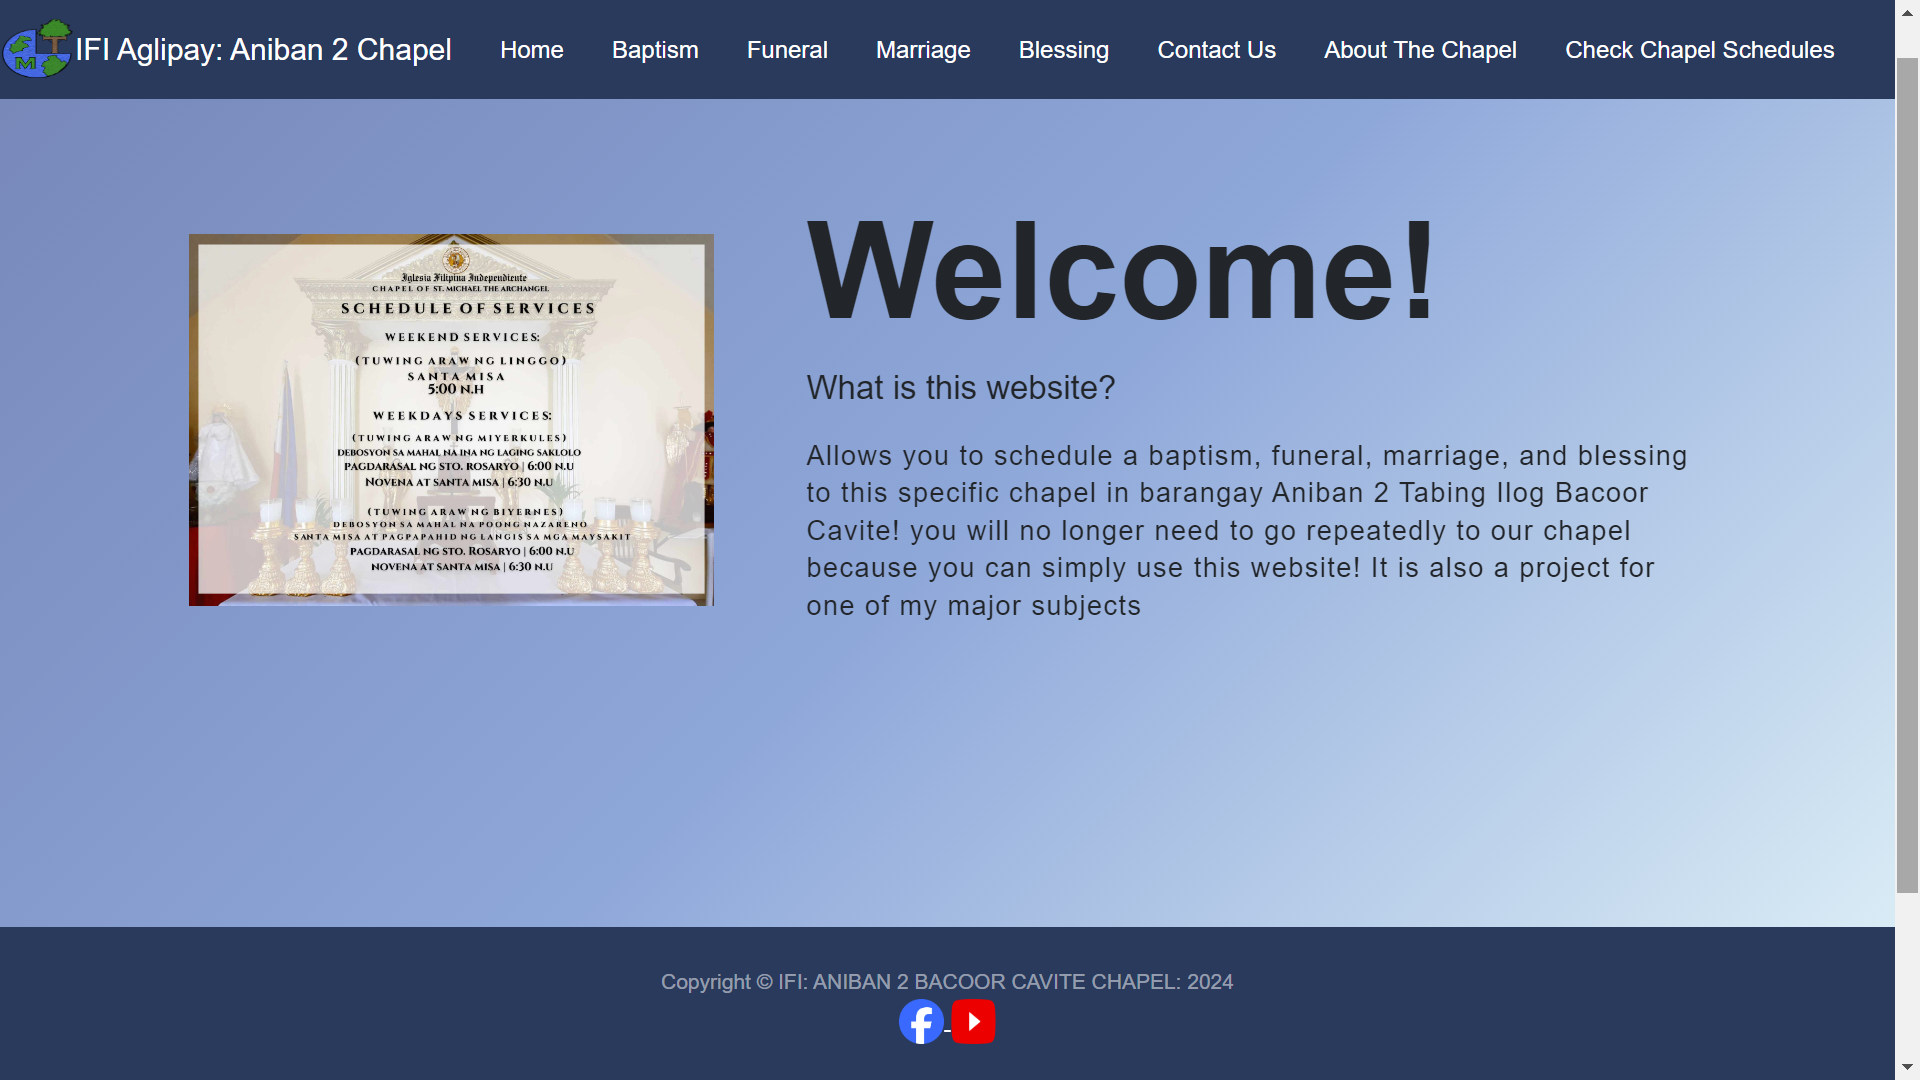 M
IFI Aglipay: Aniban 2 Chapel
Home
Baptism
Funeral
Marriage
Blessing
Contact Us
About The Chapel
Check Chapel Schedules
Iglesia Filipina Independiente
CHAPEL OF ST. MICHAEL THE ARCHANGEL
SCHEDULE OF SERVICES
WEEKEND SERVICES:
(TUWING ARAW NG LINGGO)
SANTA MISA
5:00 N.H
WEEKDAYS SERVICES:
(TUWING ARAW NG MIYERKULES)
DEBOSYON SA MAHAL NA INA NG LAGING SAKLOLO
PAGDARASAL NG STO. ROSARYO | 6:00 N.U
NOVENA AT SANTA MISA | 6:30 N.U
(TUWING ARAW NG BIYERNES)
DEBOSYON SA MAHAL NA POONG NAZARENO
SANTA MISA AT PAGPAPAHID NG LANGIS SA MGA MAYSAKIT
PAGDARASAL NG STO. ROSARYO | 6:00 N.U
NOVENA AT SANTA MISA | 6:30 N.U
Welcome!
What is this website?
Allows you to schedule a baptism, funeral, marriage, and blessing
to this specific chapel in barangay Aniban 2 Tabing Ilog Bacoor
Cavite! you will no longer need to go repeatedly to our chapel
because you can simply use this website! It is also a project for
one of my major subjects
Copyright © IFI: ANIBAN 2 BACOOR CAVITE CHAPEL: 2024